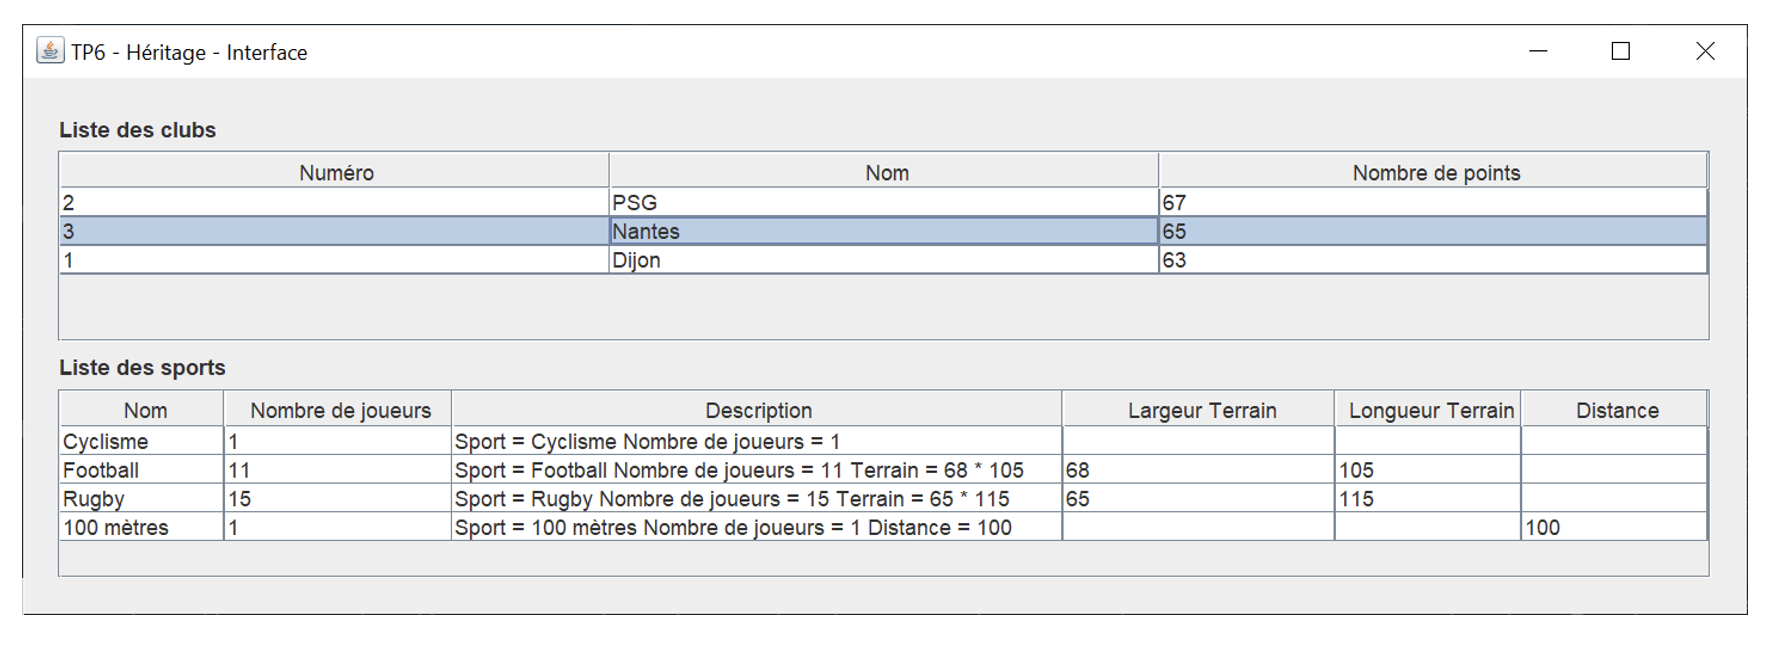 TP6 - Héritage - Interface
Liste des clubs
Numéro Nom Nombre de points
2 PSG 67
3 Nantes 65
1 Dijon 63
Liste des sports
Nom Nombre de joueurs Description Largeur Terrain Longueur Terrain Distance
Cyclisme 1 Sport = Cyclisme Nombre de joueurs = 1
Football 11 Sport = Football Nombre de joueurs = 11 Terrain = 68 * 105 68 105
Rugby 15 Sport = Rugby Nombre de joueurs = 15 Terrain = 65 * 115 65 115
100 mètres 1 Sport = 100 mètres Nombre de joueurs = 1 Distance = 100 100